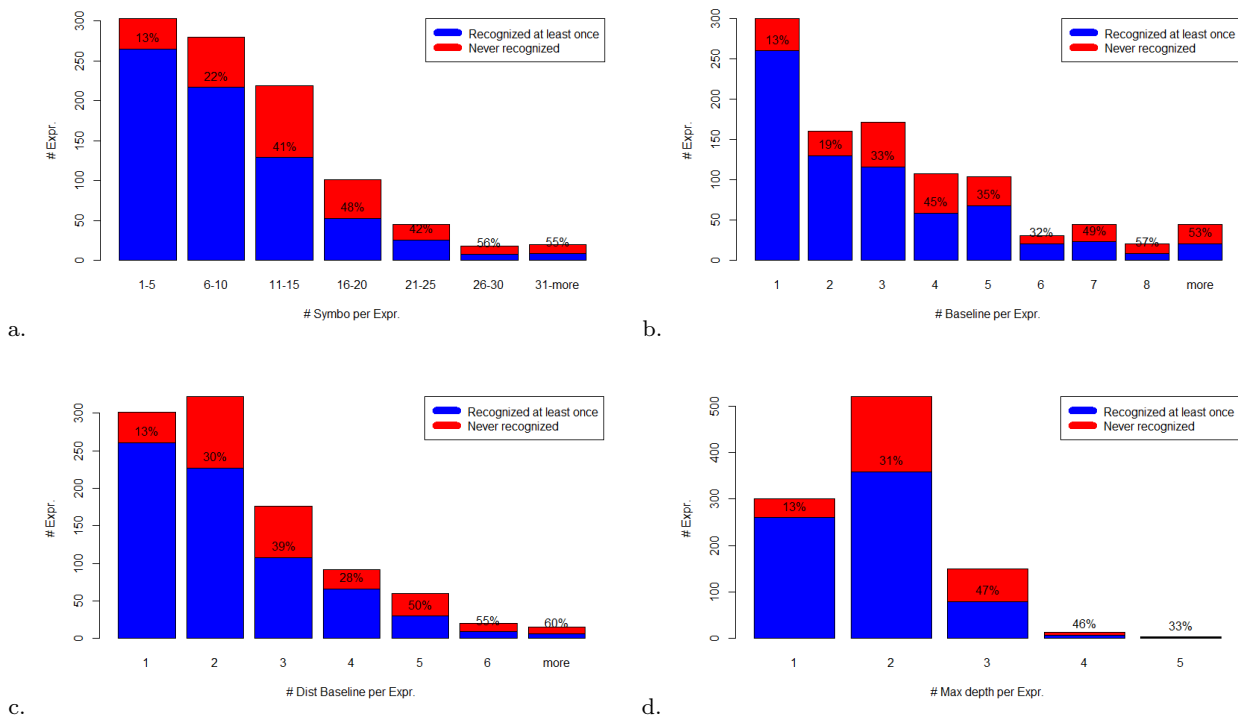 Recognized at least once
Never recognized
300
250
200
150
100
50
0
# Expr.
13%
22%
41%
48%
42%
56%
55%
1-5 6-10 11-15 16-20 21-25 26-30 31-more
# Symbo per Expr.
a.
Recognized at least once
Never recognized
300
250
200
150
100
50
0
# Expr.
13%
19%
33%
45%
35%
32%
49%
57%
53%
1 2 3 4 5 6 7 8 more
# Baseline per Expr.
b.
Recognized at least once
Never recognized
300
250
200
150
100
50
0
# Expr.
13%
30%
39%
28%
50%
55%
60%
1 2 3 4 5 6 more
# Dist Baseline per Expr.
c.
Recognized at least once
Never recognized
500
400
300
200
100
0
# Expr.
13%
31%
47%
46%
33%
1 2 3 4 5
# Max depth per Expr.
d.